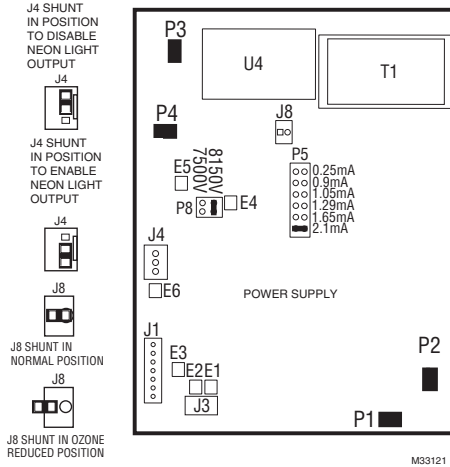 J4 SHUNT
IN POSITION
TO DISABLE
NEON LIGHT
OUTPUT
J4
J4 SHUNT
IN POSITION
TO ENABLE
NEON LIGHT
OUTPUT
J4
J8
J8 SHUNT IN
NORMAL POSITION
J8
J8 SHUNT IN OZONE
REDUCED POSITION
P3
U4
T1
P4
J8
P5
0.25mA
0.9mA
1.05mA
1.29mA
1.65mA
2.1mA
8150V
7500V
E5
P8
E4
J4
E6
POWER SUPPLY
J1
E3
E2
E1
J3
P2
P1
M33121